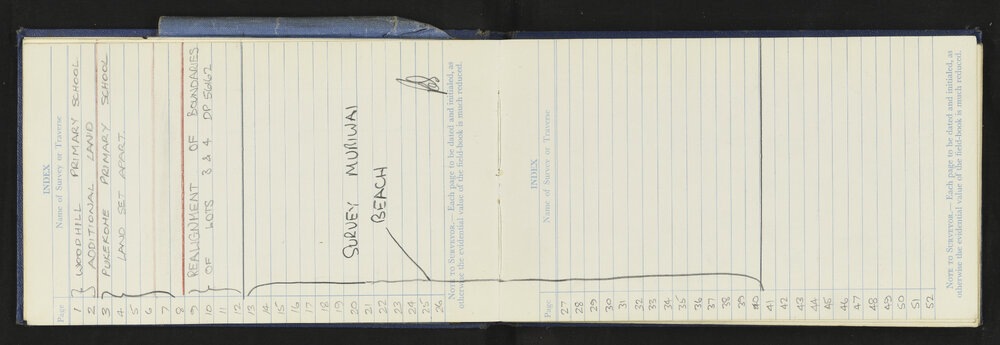 INDEX
Page Name of Survey or Traverse
1 WOODHILL PRIMARY SCHOOL
2 ADDITIONAL LAND
3 PUKEKOHE PRIMARY SCHOOL
4 LAND SET APART.
5
6
7
8
9 REALIGNMENT OF BOUNDARIES
10 OF LOTS 3 & 4 DP 56162
11
12
13
14
15
16
17
18
19
20 SURVEY MURIWAI
21
22 BEACH
23
24
25
26
NOTE TO SURVEYOR.— Each page to be dated and initialed, as
otherwise the evidential value of the field-book is much reduced.
INDEX
Page Name of Survey or Traverse
27
28
29
30
31
32
33
34
35
36
37
38
39
40
41
42
43
44
45
46
47
48
49
50
51
52
NOTE TO SURVEYOR.— Each page to be dated and initialed, as
otherwise the evidential value of the field-book is much reduced.